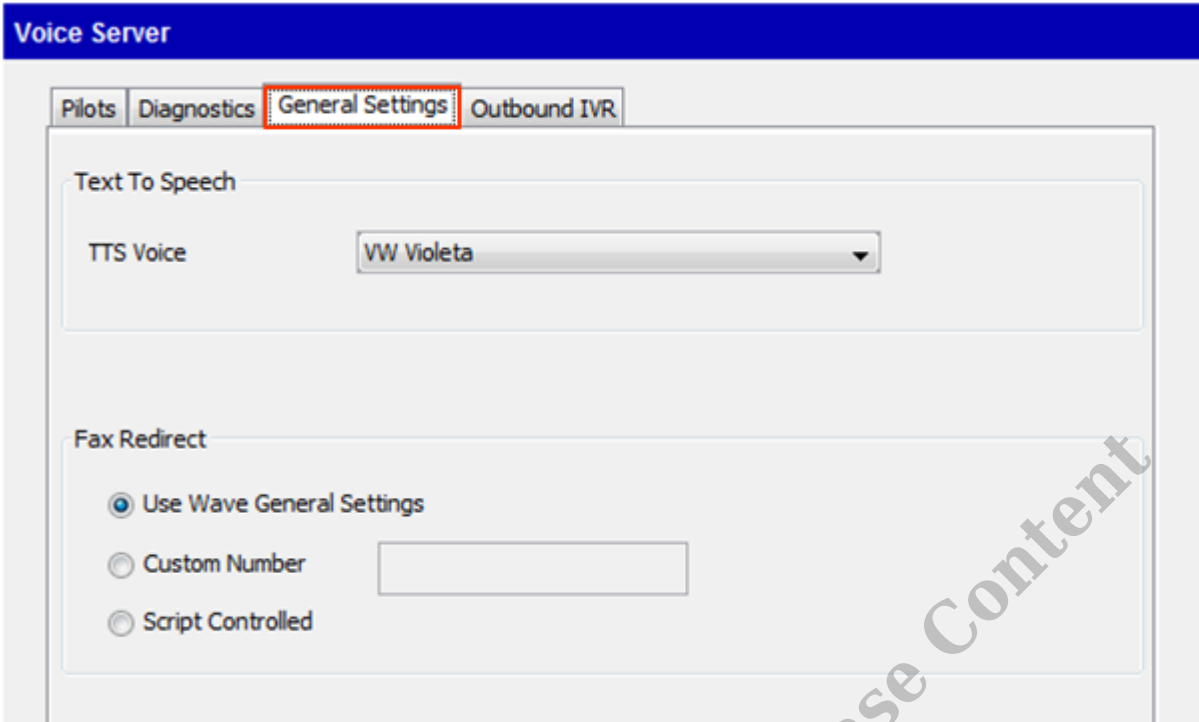 Voice Server
Pilots Diagnostics General Settings Outbound IVR
Text To Speech
TTS Voice VW Violeta
Fax Redirect
Use Wave General Settings
Custom Number
Script Controlled
Content